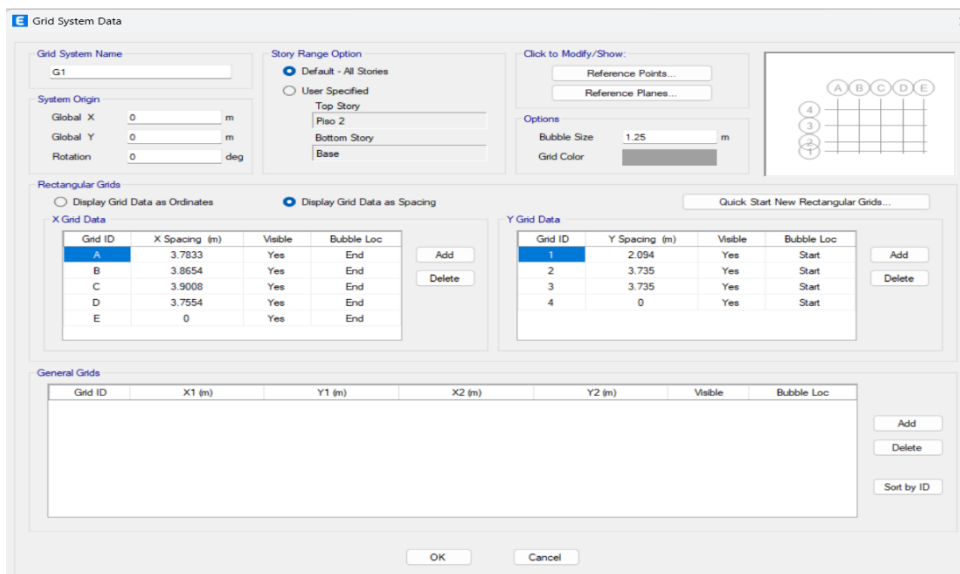 E Grid System Data
Grid System Name
G1
System Origin
Global X 0 m
Global Y 0 m
Rotation 0 deg
Story Range Option
Default - All Stories
User Specified
Top Story
Piso 2
Bottom Story
Base
Click to Modify/Show:
Reference Points...
Reference Planes...
Options
Bubble Size 1.25 m
Grid Color
A B C D E
4
3
2
1
Rectangular Grids
Display Grid Data as Ordinates Display Grid Data as Spacing Quick Start New Rectangular Grids...
X Grid Data
Grid ID X Spacing (m) Visible Bubble Loc
A 3.7833 Yes End
B 3.8654 Yes End
C 3.9008 Yes End
D 3.7554 Yes End
E 0 Yes End
Add
Delete
Y Grid Data
Grid ID Y Spacing (m) Visible Bubble Loc
1 2.094 Yes Start
2 3.735 Yes Start
3 3.735 Yes Start
4 0 Yes Start
Add
Delete
General Grids
Grid ID X1 (m) Y1 (m) X2 (m) Y2 (m) Visible Bubble Loc
Add
Delete
Sort by ID
OK Cancel